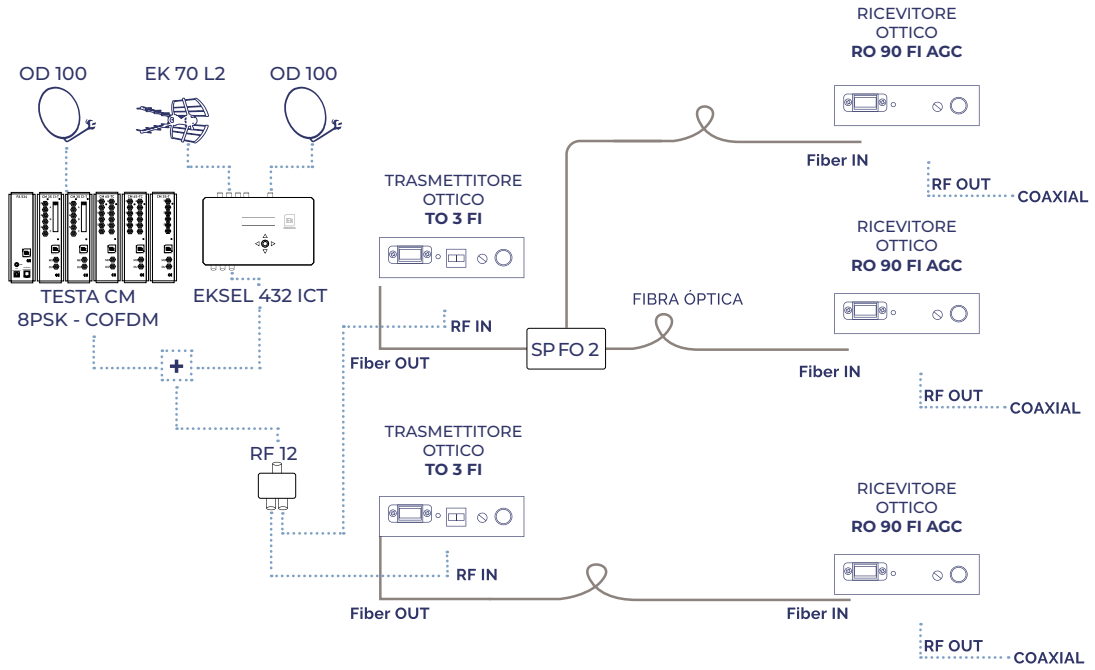 RICEVITORE
OTTICO
RO 90 FI AGC
OD 100
EK 70 L2
OD 100
Fiber IN
RF OUT
COAXIAL
TRASMETTITORE
OTTICO
TO 3 FI
TESTA CM
8PSK - COFDM
EKSEL 432 ICT
RICEVITORE
OTTICO
RO 90 FI AGC
FIBRA ÓPTICA
RF IN
SP FO 2
Fiber OUT
Fiber IN
+
RF OUT
COAXIAL
RF 12
TRASMETTITORE
OTTICO
TO 3 FI
RICEVITORE
OTTICO
RO 90 FI AGC
RF IN
Fiber OUT
Fiber IN
RF OUT
COAXIAL